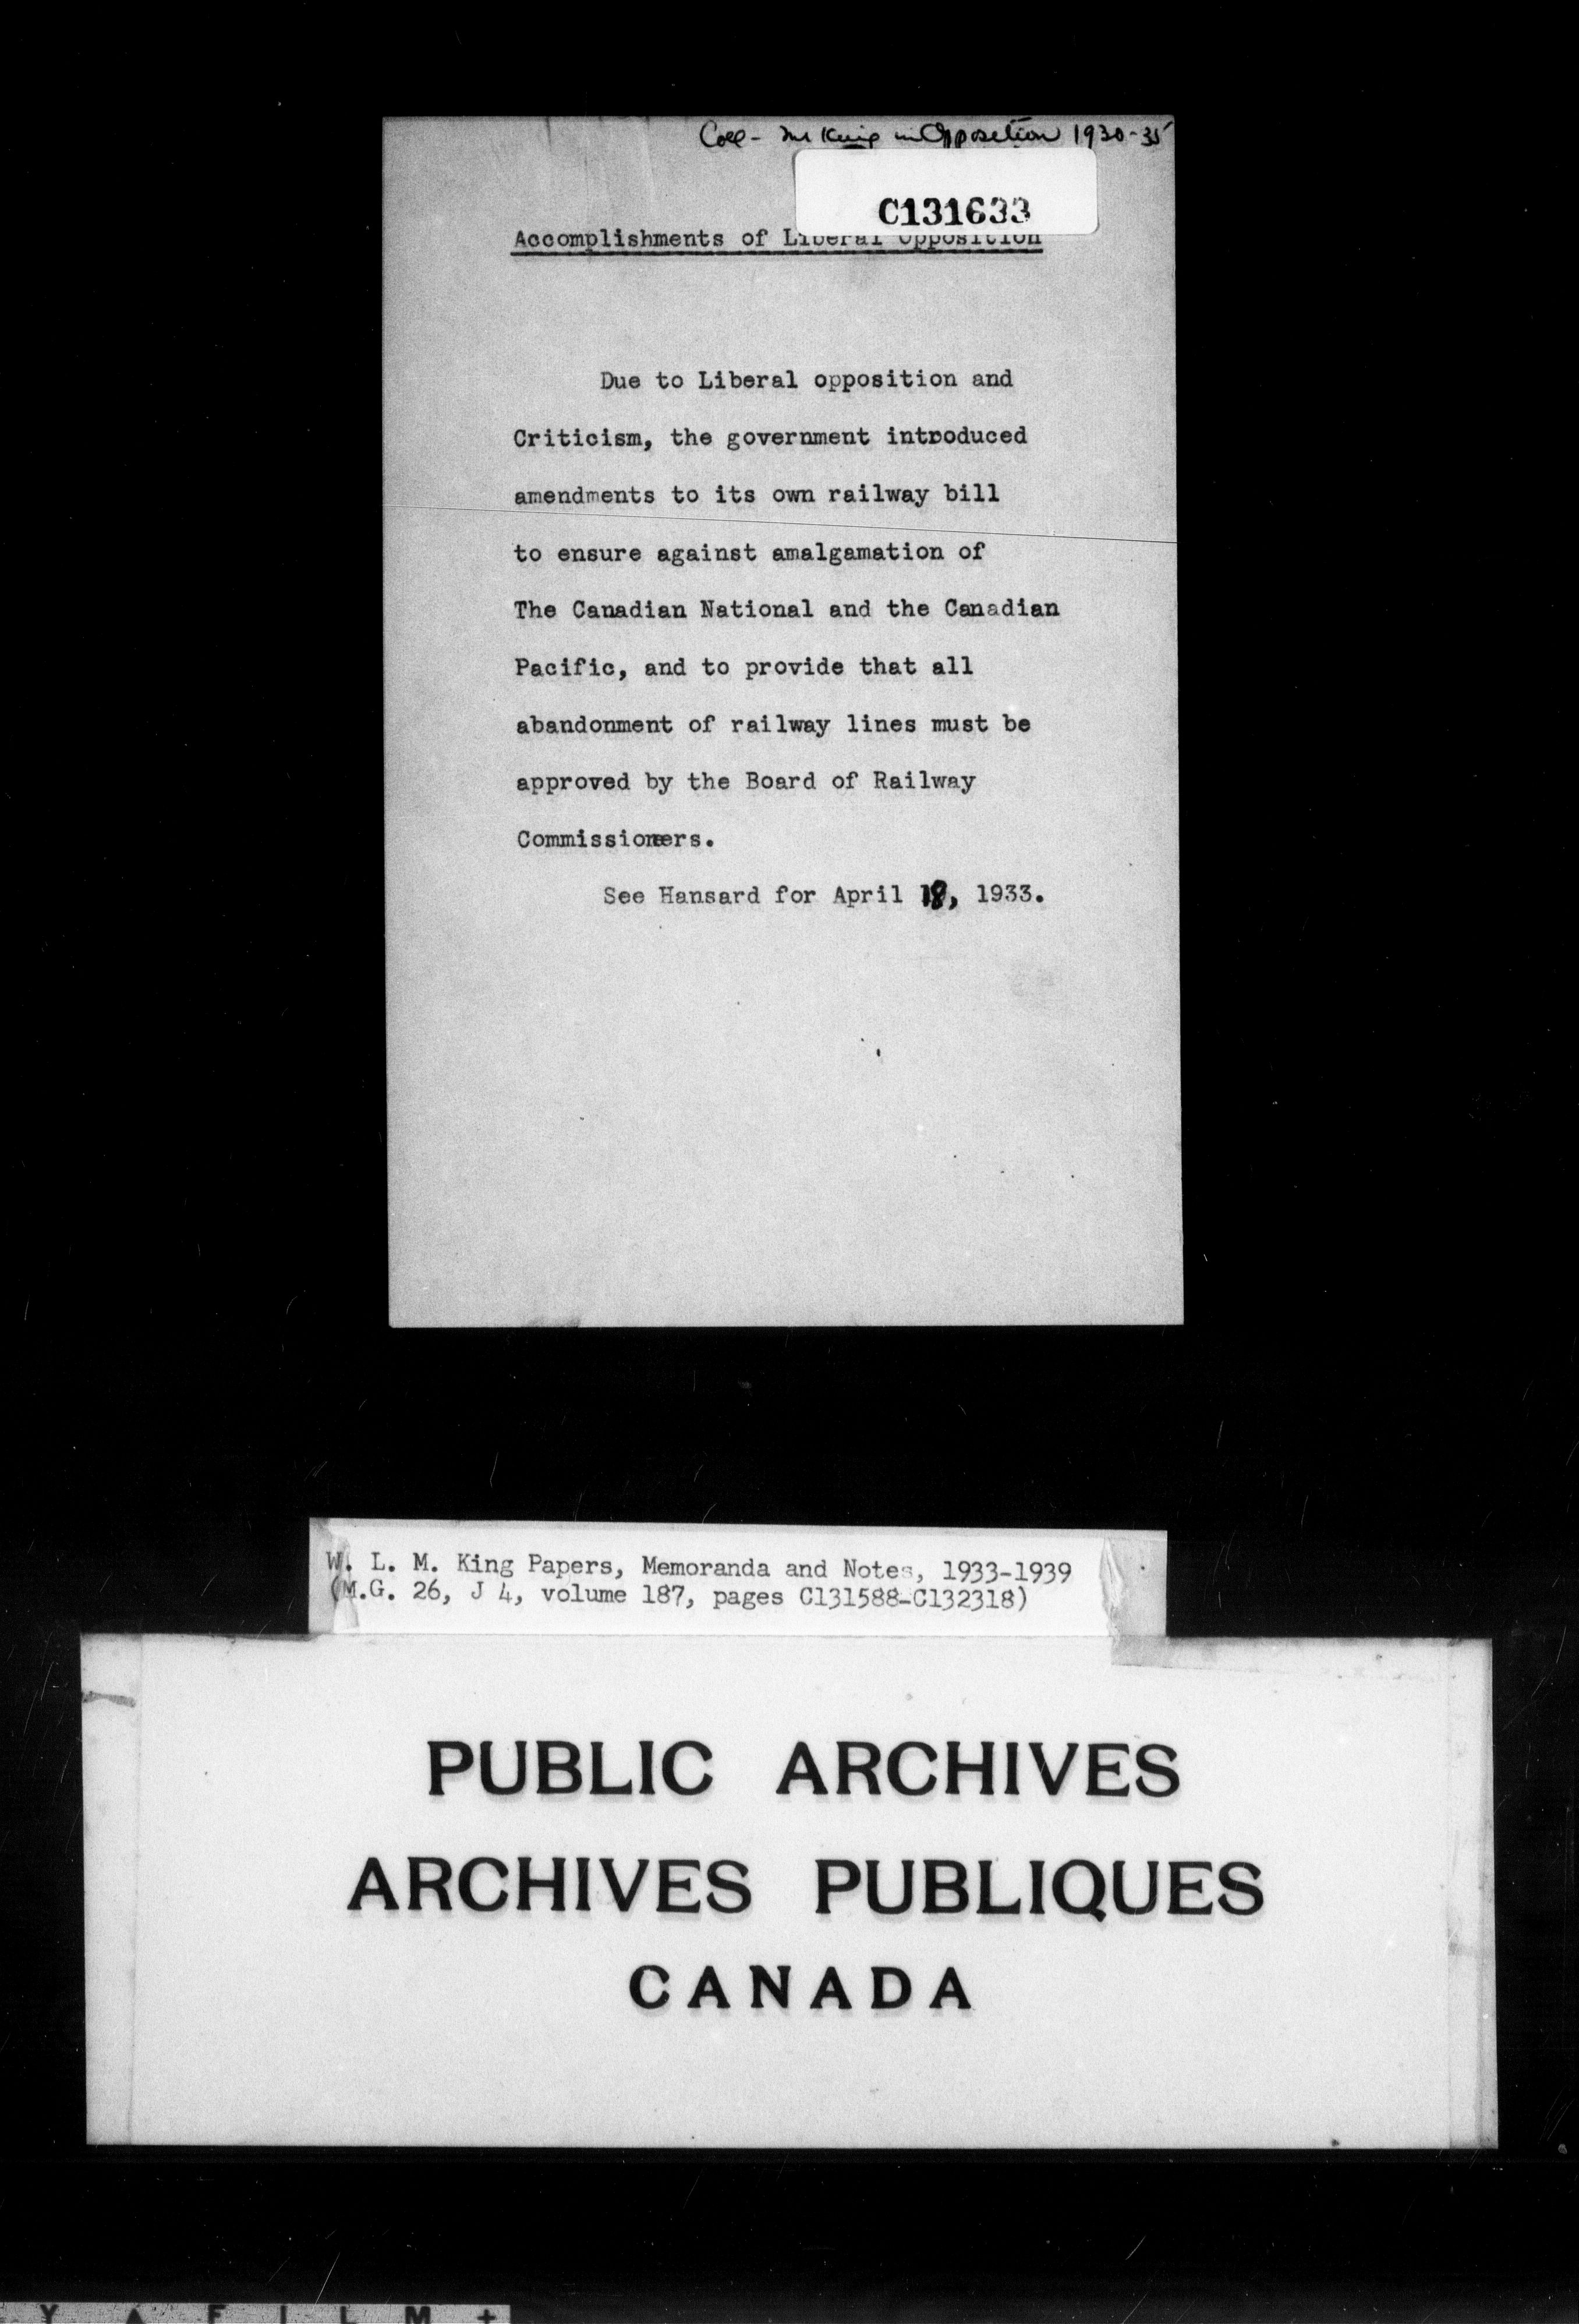 Coll - Mr King in Opposition 1930-35
C131633
Accomplishments of Liberal Opposition
Due to Liberal opposition and
Criticism, the government introduced
amendments to its own railway bill
to ensure against amalgamation of
The Canadian National and the Canadian
Pacific, and to provide that all
abandonment of railway lines must be
approved by the Board of Railway
Commissioners.
See Hansard for April 18, 1933.
W. L. M. King Papers, Memoranda and Notes, 1933-1939
(M.G. 26, J 4, volume 187, pages C131588-C132318)
PUBLIC ARCHIVES
ARCHIVES PUBLIQUES
CANADA